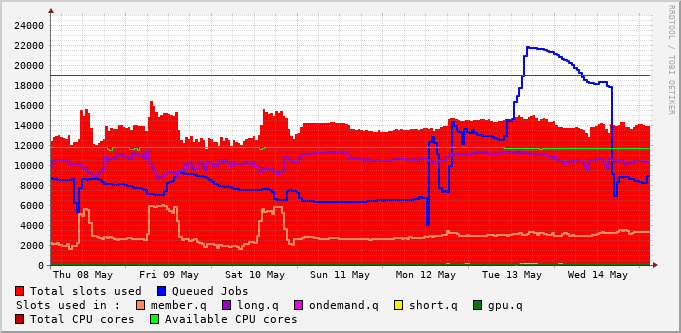 RRDTOOL / TOBI OETIKER
24000
22000
20000
18000
16000
14000
12000
10000
8000
6000
4000
2000
0
Thu 08 May Fri 09 May Sat 10 May Sun 11 May Mon 12 May Tue 13 May Wed 14 May
Total slots used Queued Jobs
Slots used in : member.q long.q ondemand.q short.q gpu.q
Total CPU cores Available CPU cores